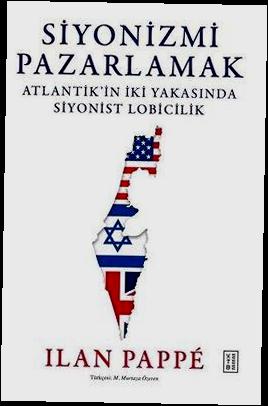 SİYONİZMİ
PAZARLAMAK
ATLANTİK'İN İKİ YAKASINDA
SİYONİST LOBİCİLİK
ILAN PAPPÉ
Türkçesi: M. Murtaza Özeren